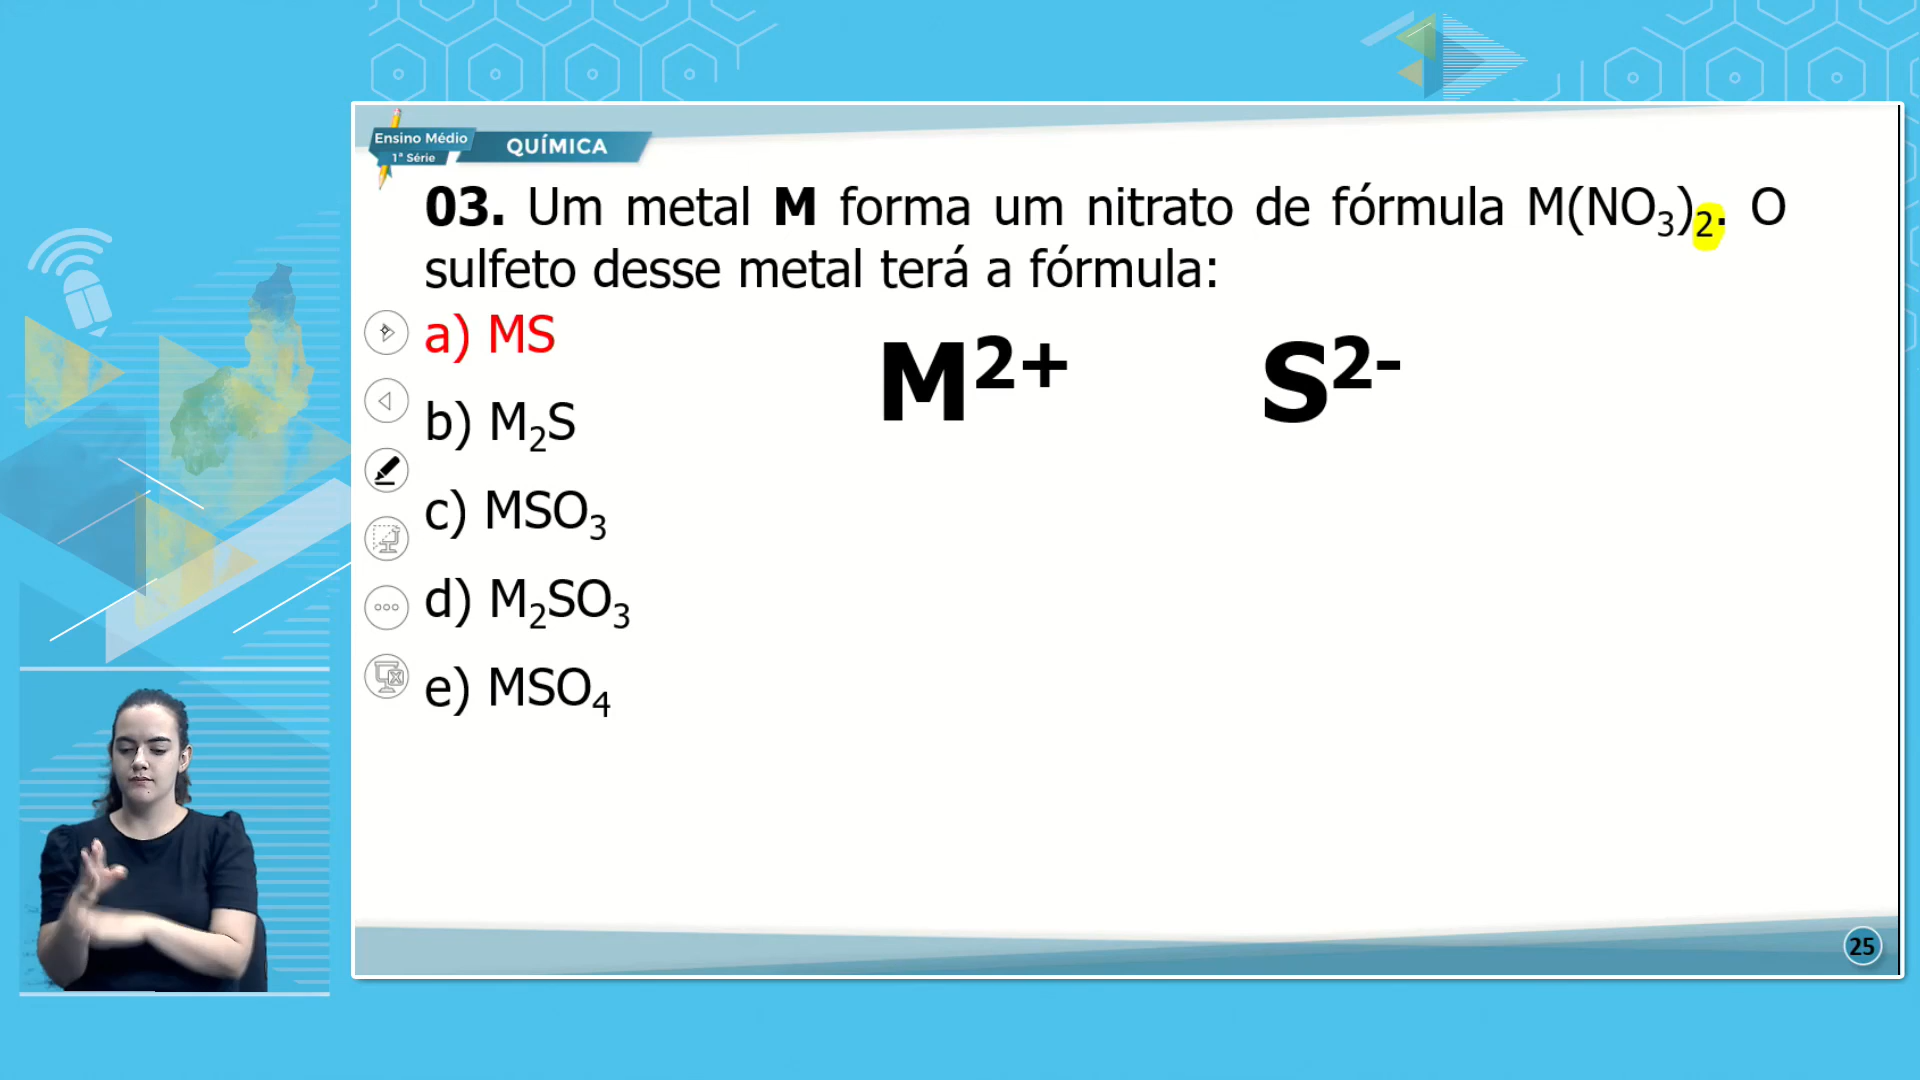 Ensino Médio
1ª Série
QUÍMICA
03. Um metal M forma um nitrato de fórmula M(NO₃)₂. O
sulfeto desse metal terá a fórmula:
a) MS
M²⁺ S²⁻
b) M₂S
c) MSO₃
d) M₂SO₃
e) MSO₄
25